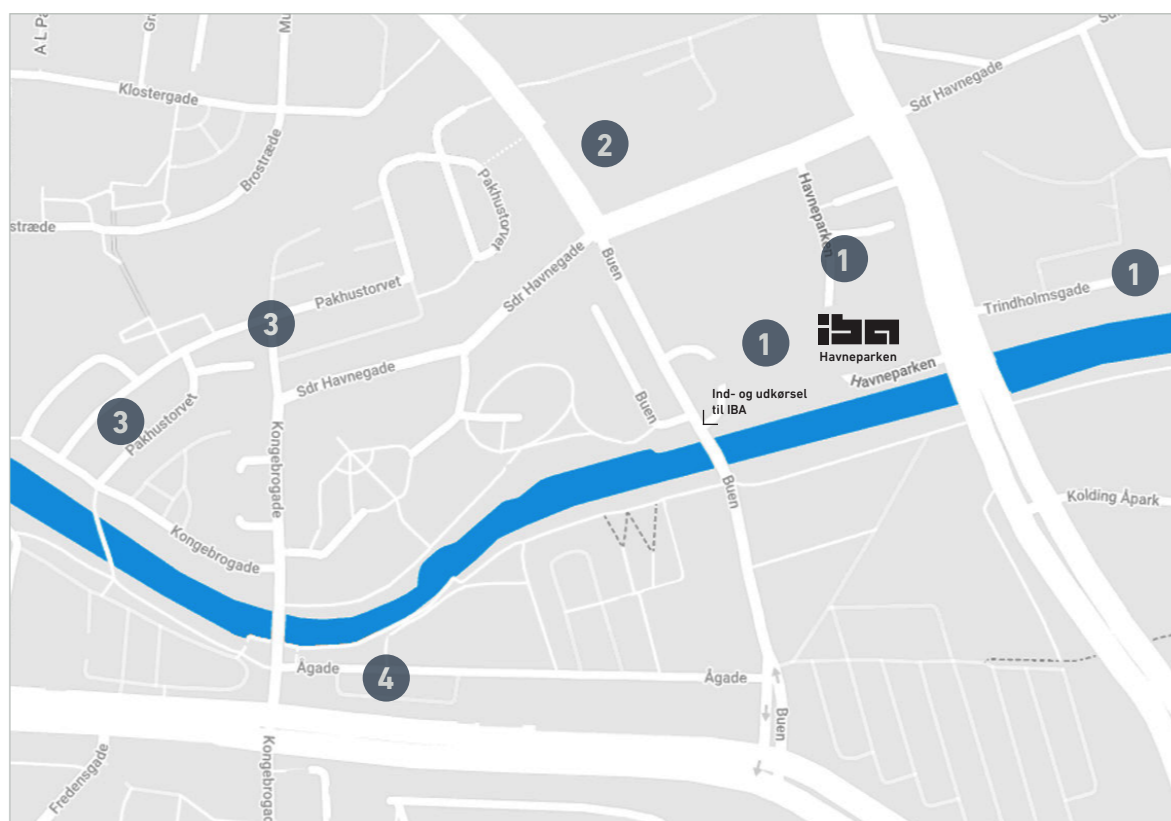 Klostergade
Brostræde
stræde
Pakhustorvet
Sdr Havnegade
2
Sdr Havnegade
Buen
Havneparken
1
1
Trindholmsgade
3
Pakhustorvet
iba
Havneparken
1
Havneparken
Ind- og udkørsel
til IBA
Sdr Havnegade
Buen
3
Pakhustorvet
Kongebrogade
Buen
Kolding Åpark
Kongebrogade
Ågade
4
Ågade
Buen
Fredensgade